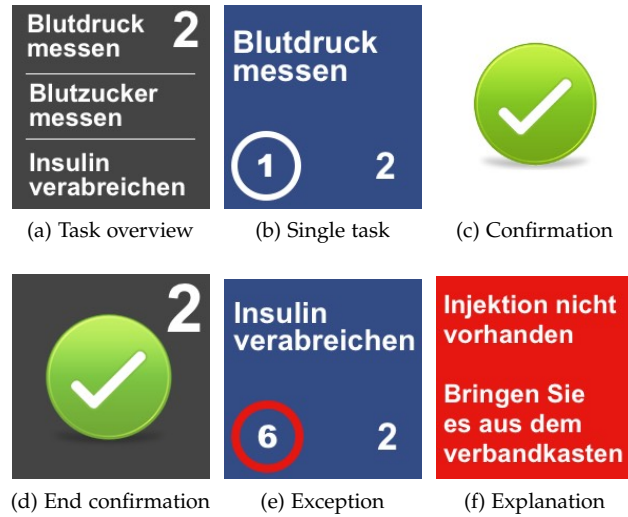 Blutdruck 2
messen
Blutzucker
messen
Insulin
verabreichen
(a) Task overview
Blutdruck
messen
1 2
(b) Single task
(c) Confirmation
2
(d) End confirmation
Insulin
verabreichen
6 2
(e) Exception
Injektion nicht
vorhanden
Bringen Sie
es aus dem
verbandkasten
(f) Explanation